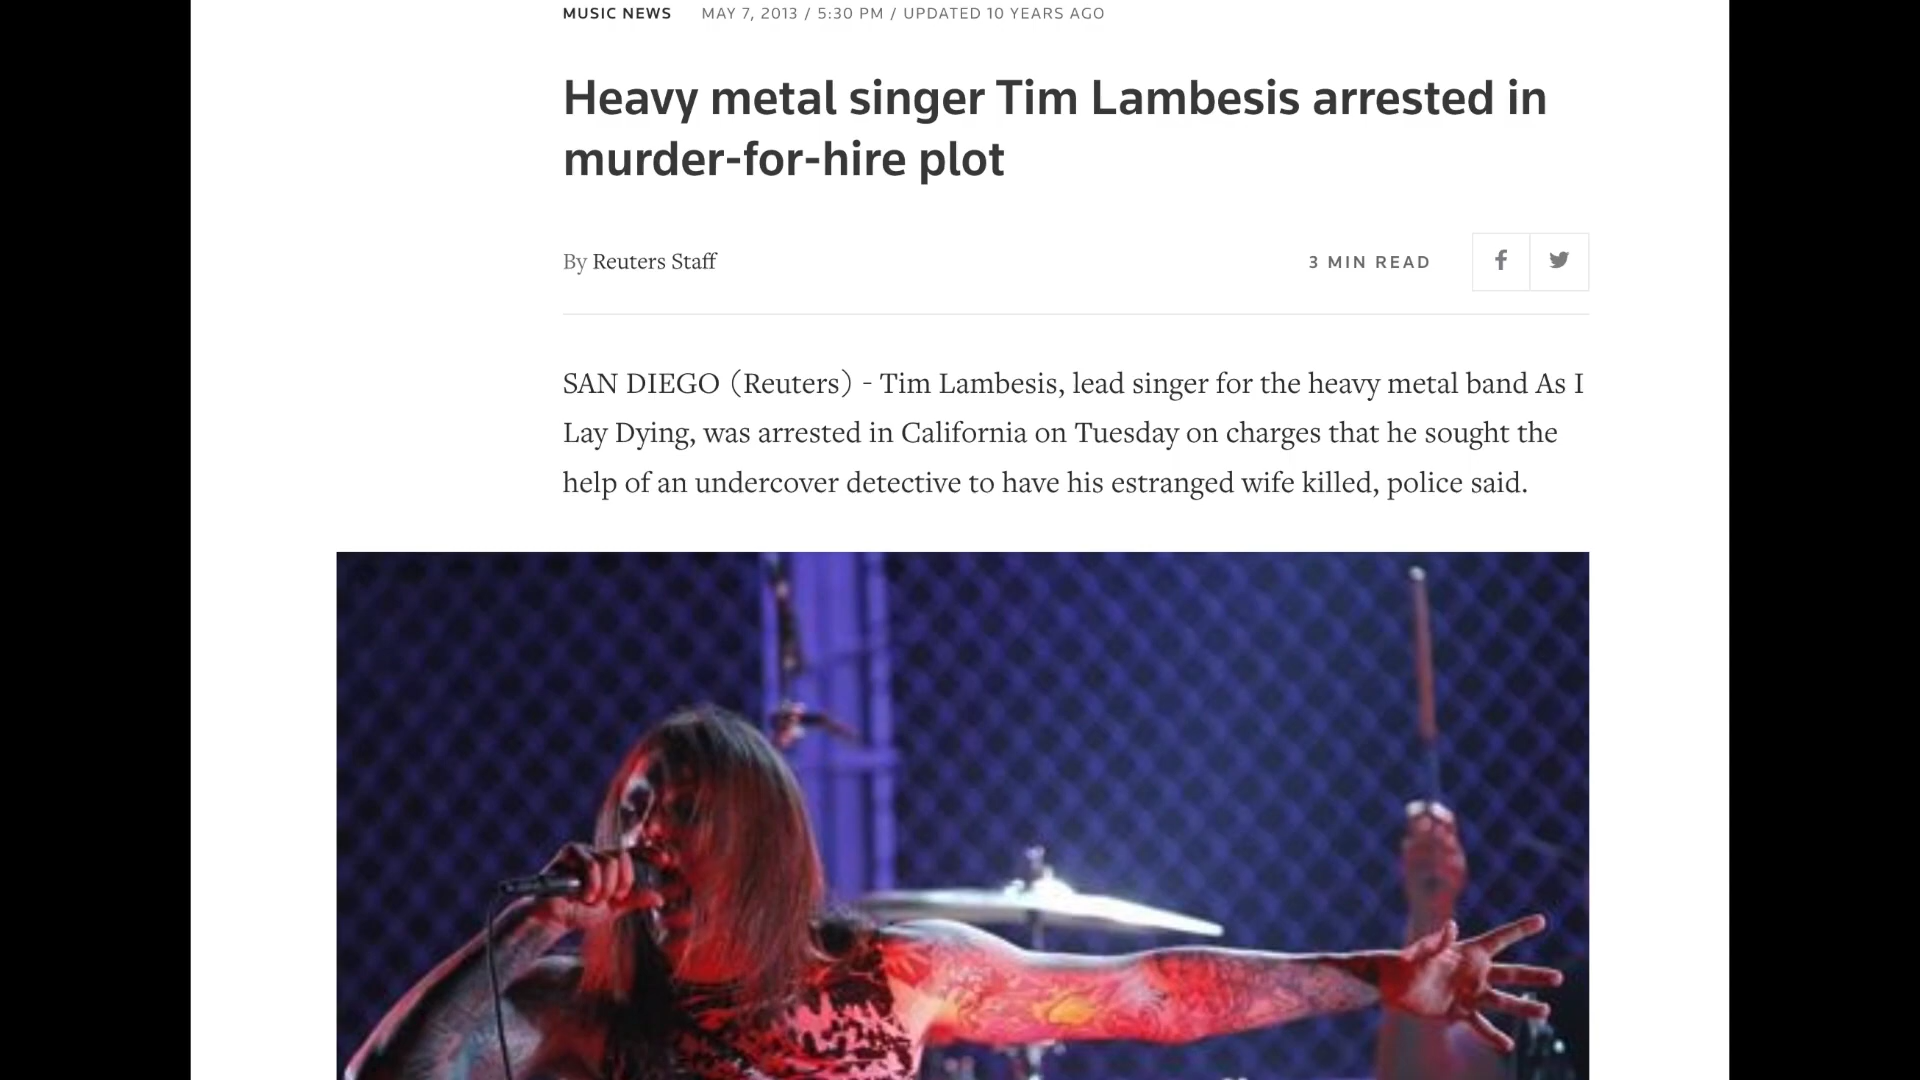 MUSIC NEWS MAY 7, 2013 / 5:30 PM / UPDATED 10 YEARS AGO
Heavy metal singer Tim Lambesis arrested in
murder-for-hire plot
By Reuters Staff
3 MIN READ
SAN DIEGO (Reuters) - Tim Lambesis, lead singer for the heavy metal band As I
Lay Dying, was arrested in California on Tuesday on charges that he sought the
help of an undercover detective to have his estranged wife killed, police said.